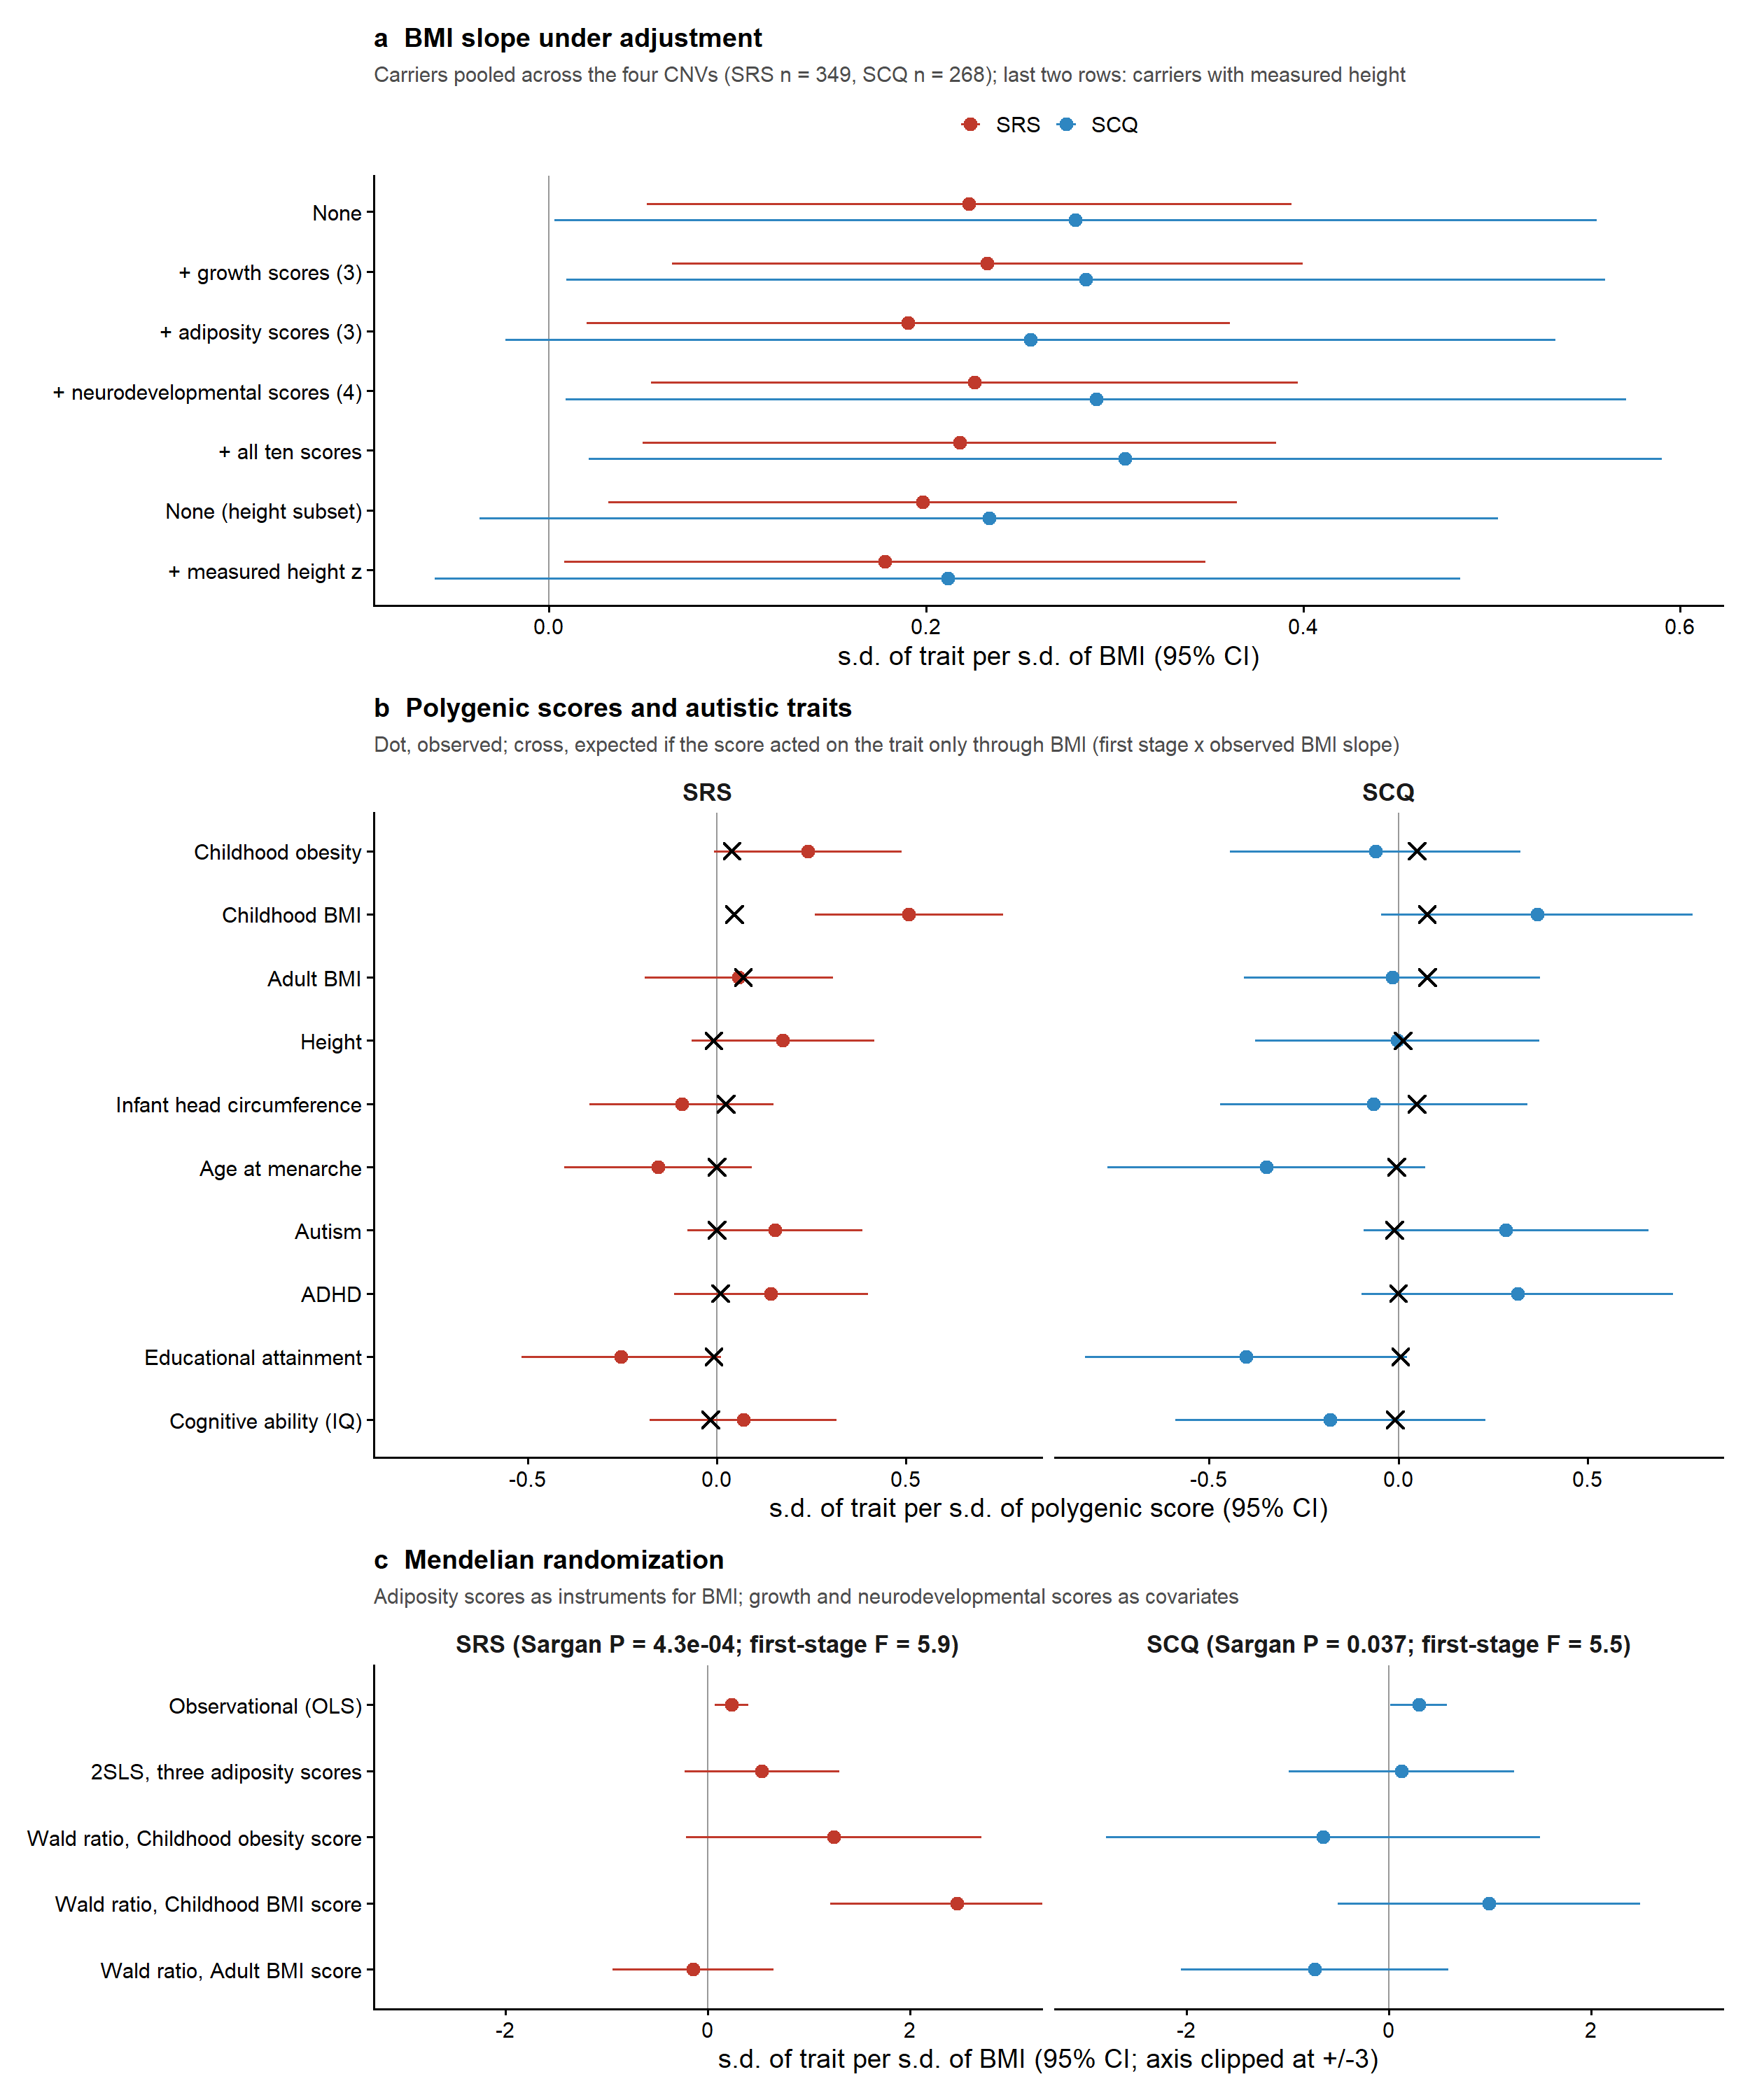 a BMI slope under adjustment
Carriers pooled across the four CNVs (SRS n = 349, SCQ n = 268); last two rows: carriers with measured height
SRS SCQ
None
+ growth scores (3)
+ adiposity scores (3)
+ neurodevelopmental scores (4)
+ all ten scores
None (height subset)
+ measured height z
0.0 0.2 0.4 0.6
s.d. of trait per s.d. of BMI (95% CI)
b Polygenic scores and autistic traits
Dot, observed; cross, expected if the score acted on the trait only through BMI (first stage x observed BMI slope)
SRS SCQ
Childhood obesity
Childhood BMI
Adult BMI
Height
Infant head circumference
Age at menarche
Autism
ADHD
Educational attainment
Cognitive ability (IQ)
-0.5 0.0 0.5 -0.5 0.0 0.5
s.d. of trait per s.d. of polygenic score (95% CI)
c Mendelian randomization
Adiposity scores as instruments for BMI; growth and neurodevelopmental scores as covariates
SRS (Sargan P = 4.3e-04; first-stage F = 5.9) SCQ (Sargan P = 0.037; first-stage F = 5.5)
Observational (OLS)
2SLS, three adiposity scores
Wald ratio, Childhood obesity score
Wald ratio, Childhood BMI score
Wald ratio, Adult BMI score
-2 0 2 -2 0 2
s.d. of trait per s.d. of BMI (95% CI; axis clipped at +/-3)